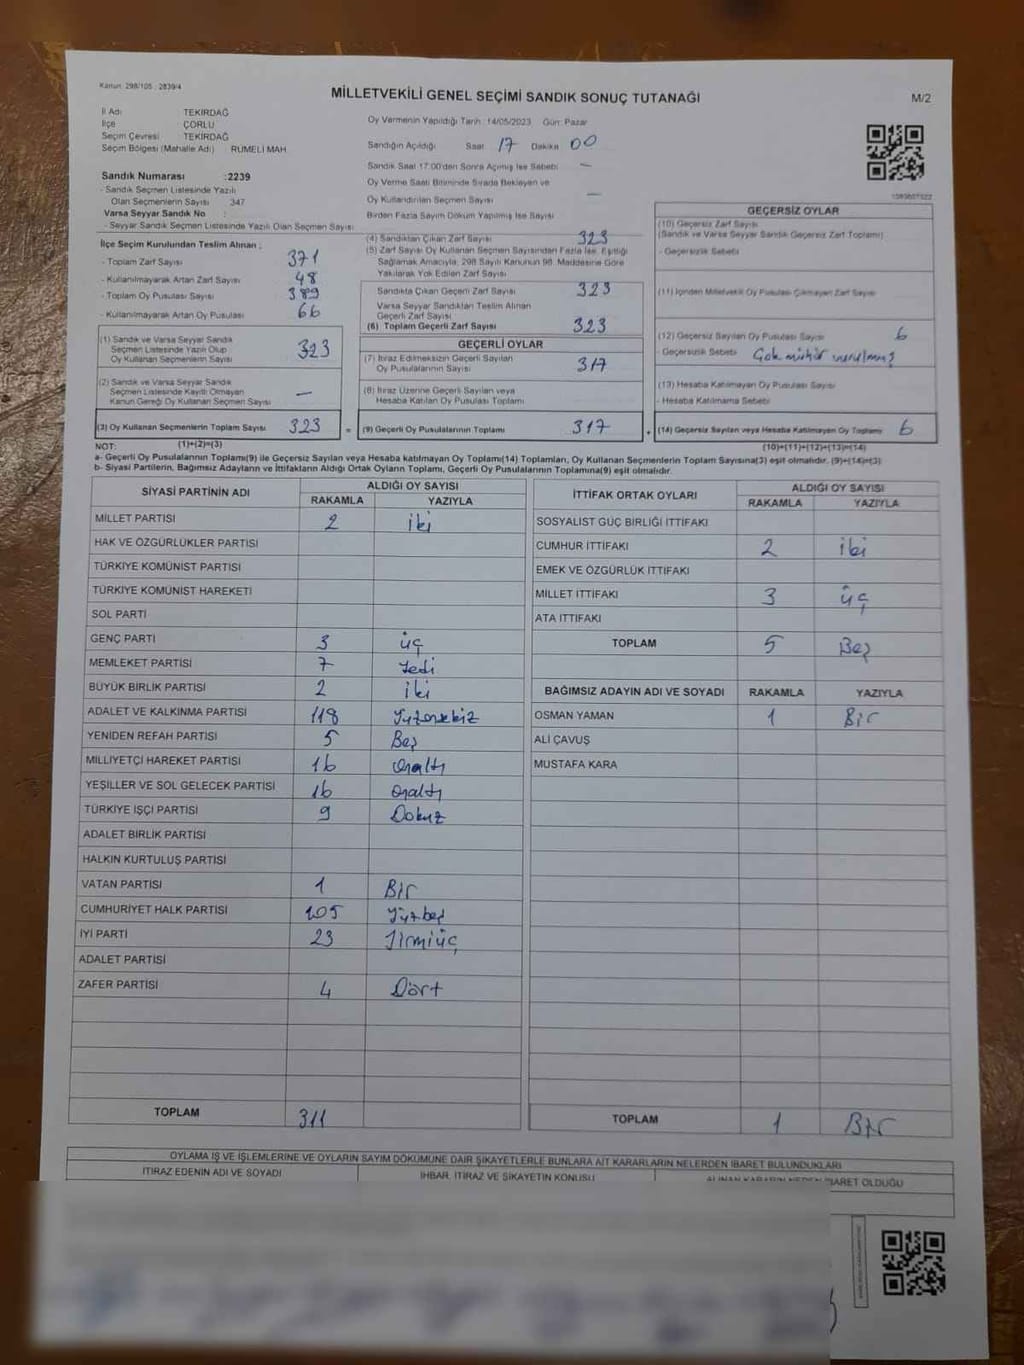 Kanun: 298/105 : 2839/4
MİLLETVEKİLİ GENEL SEÇİMİ SANDIK SONUÇ TUTANAĞI
M/2
İl Adı : TEKİRDAĞ
İlçe : ÇORLU
Seçim Çevresi : TEKİRDAĞ
Seçim Bölgesi (Mahalle Adı) RUMELİ MAH.
Oy Vermenin Yapıldığı Tarih : 14/05/2023 Gün: Pazar
Sandığın Açıldığı Saat 17 Dakika 00
Sandık Saat 17:00'den Sonra Açılmış İse Sebebi : —
Oy Verme Saati Bitiminde Sırada Bekleyen ve
Oy Kullandırılan Seçmen Sayısı —
Birden Fazla Sayım Döküm Yapılmış İse Sayısı
Sandık Numarası :2239
- Sandık Seçmen Listesinde Yazılı
Olan Seçmenlerin Sayısı : 347
Varsa Seyyar Sandık No :
- Seyyar Sandık Seçmen Listesinde Yazılı Olan Seçmen Sayısı
İlçe Seçim Kurulundan Teslim Alınan ;
- Toplam Zarf Sayısı 371
- Kullanılmayarak Artan Zarf Sayısı 48
- Toplam Oy Pusulası Sayısı 389
- Kullanılmayarak Artan Oy Pusulası 66
(1) Sandık ve Varsa Seyyar Sandık
Seçmen Listesinde Yazılı Olup
Oy Kullanan Seçmenlerin Sayısı 323
(2) Sandık ve Varsa Seyyar Sandık
Seçmen Listesinde Kayıtlı Olmayan
Kanun Gereği Oy Kullanan Seçmen Sayısı —
(3) Oy Kullanan Seçmenlerin Toplam Sayısı 323
(4) Sandıktan Çıkan Zarf Sayısı 323
(5) Zarf Sayısı Oy Kullanan Seçmen Sayısından Fazla İse, Eşitliği
Sağlamak Amacıyla, 298 Sayılı Kanunun 98. Maddesine Göre
Yakılarak Yok Edilen Zarf Sayısı
Sandıkta Çıkan Geçerli Zarf Sayısı 323
Varsa Seyyar Sandıktan Teslim Alınan
Geçerli Zarf Sayısı
(6) Toplam Geçerli Zarf Sayısı 323
GEÇERLİ OYLAR
(7) İtiraz Edilmeksizin Geçerli Sayılan
Oy Pusulalarının Sayısı 317
(8) İtiraz Üzerine Geçerli Sayılan veya
Hesaba Katılan Oy Pusulası Toplamı
= (9) Geçerli Oy Pusulalarının Toplamı 317
GEÇERSİZ OYLAR
(10) Geçersiz Zarf Sayısı
(Sandık ve Varsa Seyyar Sandık Geçersiz Zarf Toplamı)
- Geçersizlik Sebebi
(11) İçinden Milletvekili Oy Pusulası Çıkmayan Zarf Sayısı
(12) Geçersiz Sayılan Oy Pusulası Sayısı 6
- Geçersizlik Sebebi Çok mühür vurulmuş
(13) Hesaba Katılmayan Oy Pusulası Sayısı
- Hesaba Katılmama Sebebi
+ (14) Geçersiz Sayılan veya Hesaba Katılmayan Oy Toplamı 6
NOT: (1)+(2)=(3) (10)+(11)+(12)+(13)=(14)
a- Geçerli Oy Pusulalarının Toplamı(9) ile Geçersiz Sayılan veya Hesaba katılmayan Oy Toplamı(14) Toplamları, Oy Kullanan Seçmenlerin Toplam Sayısına(3) eşit olmalıdır. (9)+(14)=(3)
b- Siyasi Partilerin, Bağımsız Adayların ve İttifakların Aldığı Ortak Oyların Toplamı, Geçerli Oy Pusulalarının Toplamına(9) eşit olmalıdır.
SİYASİ PARTİNİN ADI ALDIĞI OY SAYISI
RAKAMLA YAZIYLA
MİLLET PARTİSİ 2 iki
HAK VE ÖZGÜRLÜKLER PARTİSİ
TÜRKİYE KOMÜNİST PARTİSİ
TÜRKİYE KOMÜNİST HAREKETİ
SOL PARTİ
GENÇ PARTİ 3 üç
MEMLEKET PARTİSİ 7 Yedi
BÜYÜK BİRLİK PARTİSİ 2 iki
ADALET VE KALKINMA PARTİSİ 118 Yüzonsekiz
YENİDEN REFAH PARTİSİ 5 Beş
MİLLİYETÇİ HAREKET PARTİSİ 16 onaltı
YEŞİLLER VE SOL GELECEK PARTİSİ 16 onaltı
TÜRKİYE İŞÇİ PARTİSİ 9 Dokuz
ADALET BİRLİK PARTİSİ
HALKIN KURTULUŞ PARTİSİ
VATAN PARTİSİ 1 Bir
CUMHURİYET HALK PARTİSİ 105 Yüzbeş
İYİ PARTİ 23 Yirmiüç
ADALET PARTİSİ
ZAFER PARTİSİ 4 Dört
TOPLAM 311
İTTİFAK ORTAK OYLARI ALDIĞI OY SAYISI
RAKAMLA YAZIYLA
SOSYALİST GÜÇ BİRLİĞİ İTTİFAKI
CUMHUR İTTİFAKI 2 iki
EMEK VE ÖZGÜRLÜK İTTİFAKI
MİLLET İTTİFAKI 3 üç
ATA İTTİFAKI
TOPLAM 5 Beş
BAĞIMSIZ ADAYIN ADI VE SOYADI RAKAMLA YAZIYLA
OSMAN YAMAN 1 Bir
ALİ ÇAVUŞ
MUSTAFA KARA
TOPLAM 1 Bir
OYLAMA İŞ VE İŞLEMLERİNE VE OYLARIN SAYIM DÖKÜMÜNE DAİR ŞİKAYETLERLE BUNLARA AİT KARARLARIN NELERDEN İBARET BULUNDUKLARI
İTİRAZ EDENİN ADI VE SOYADI İHBAR, İTİRAZ VE ŞİKAYETİN KONUSU ALINAN KARARIN NEDEN İBARET OLDUĞU